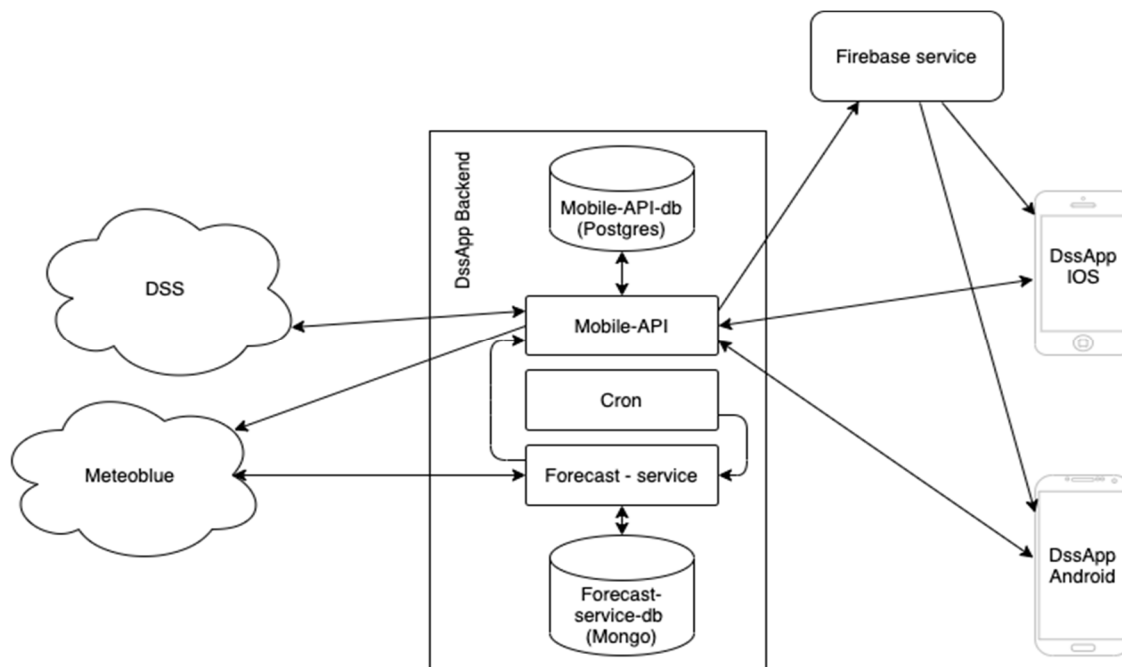 Firebase service
DssApp Backend
Mobile-API-db
(Postgres)
DSS
DssApp
IOS
Mobile-API
Cron
Meteoblue
Forecast - service
DssApp
Android
Forecast-
service-db
(Mongo)